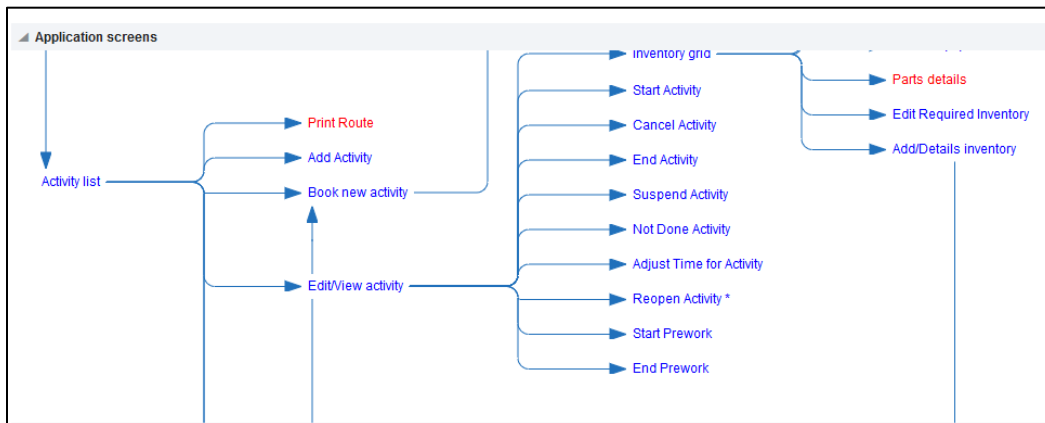 Application screens
Inventory grid
Parts details
Start Activity
Edit Required Inventory
Print Route
Cancel Activity
Add Activity
End Activity
Add/Details inventory
Activity list
Book new activity
Suspend Activity
Not Done Activity
Adjust Time for Activity
Edit/View activity
Reopen Activity *
Start Prework
End Prework